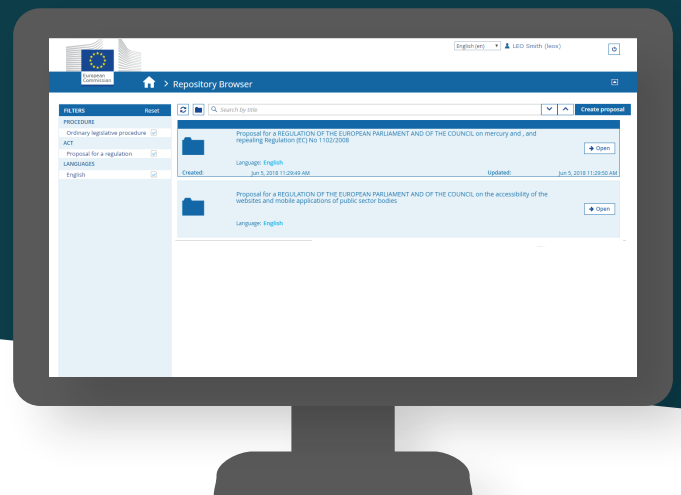 English (en)
LEO Smith (leos)
European
Commission
> Repository Browser
FILTERS Reset
Search by title
Create proposal
PROCEDURE
Ordinary legislative procedure
ACT
Proposal for a regulation
LANGUAGES
English
Proposal for a REGULATION OF THE EUROPEAN PARLIAMENT AND OF THE COUNCIL on mercury and , and
repealing Regulation (EC) No 1102/2008
Open
Language: English
Created: Jun 5, 2018 11:29:49 AM Updated: Jun 5, 2018 11:29:50 AM
Proposal for a REGULATION OF THE EUROPEAN PARLIAMENT AND OF THE COUNCIL on the accessibility of the
websites and mobile applications of public sector bodies
Open
Language: English